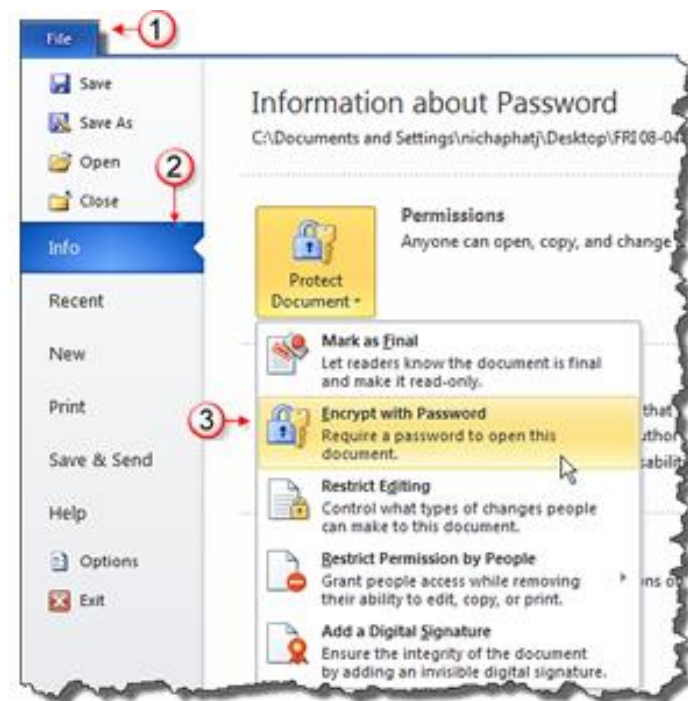 File
1
Save
Save As
Open
2
Close
Info
Recent
New
Print
3
Save & Send
Help
Options
Exit
Information about Password
C:\Documents and Settings\nichaphatj\Desktop\FRI08-04
Permissions
Anyone can open, copy, and change
Protect
Document
Mark as Final
Let readers know the document is final
and make it read-only.
Encrypt with Password
Require a password to open this
document.
that
Restrict Editing
Control what types of changes people
can make to this document.
Restrict Permission by People
Grant people access while removing
their ability to edit, copy, or print.
Add a Digital Signature
Ensure the integrity of the document
by adding an invisible digital signature.